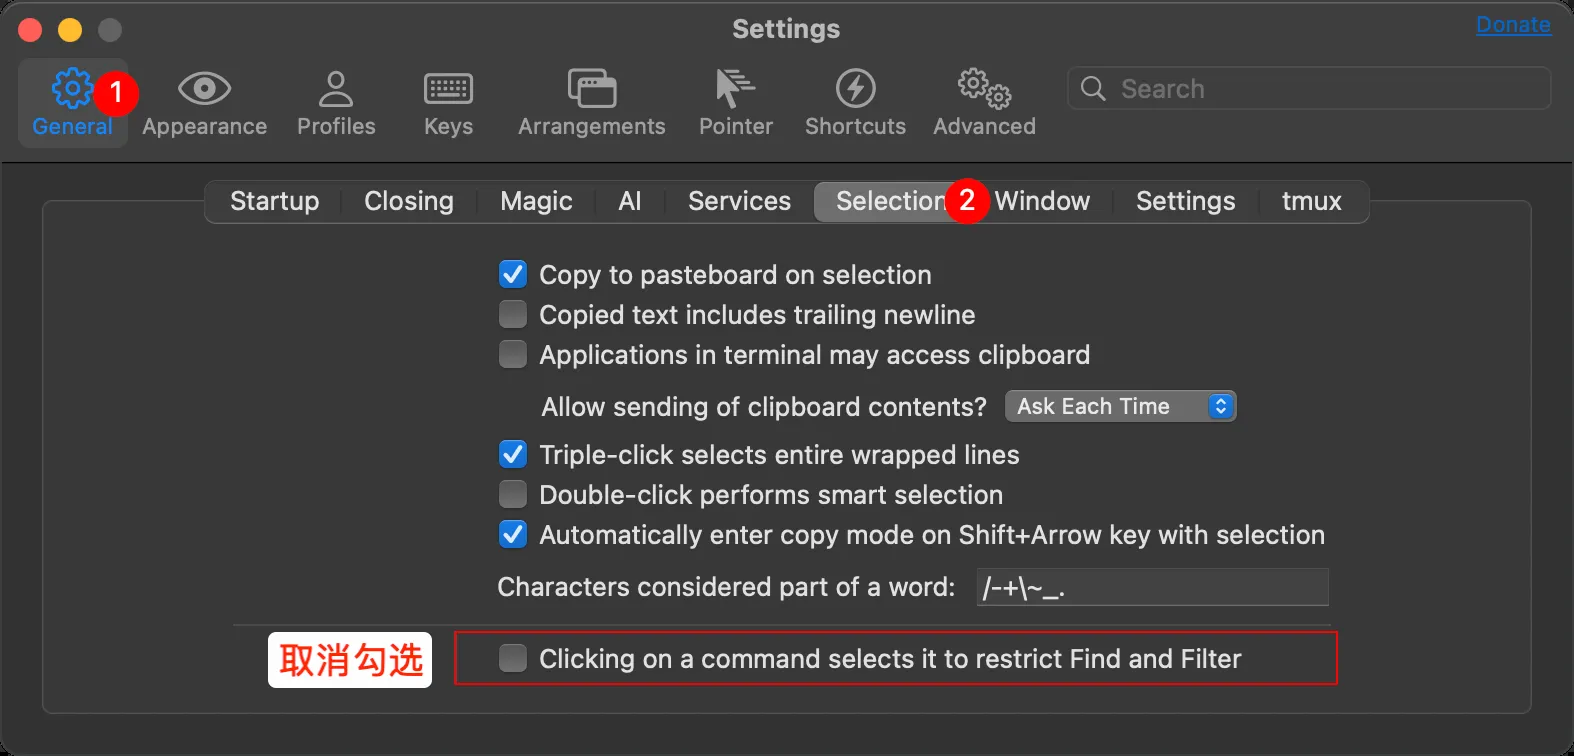 Settings
Donate
General 1 Appearance Profiles Keys Arrangements Pointer Shortcuts Advanced Search
Startup Closing Magic AI Services Selection 2 Window Settings tmux
Copy to pasteboard on selection
Copied text includes trailing newline
Applications in terminal may access clipboard
Allow sending of clipboard contents? Ask Each Time
Triple-click selects entire wrapped lines
Double-click performs smart selection
Automatically enter copy mode on Shift+Arrow key with selection
Characters considered part of a word: /-+\~_.
取消勾选 Clicking on a command selects it to restrict Find and Filter